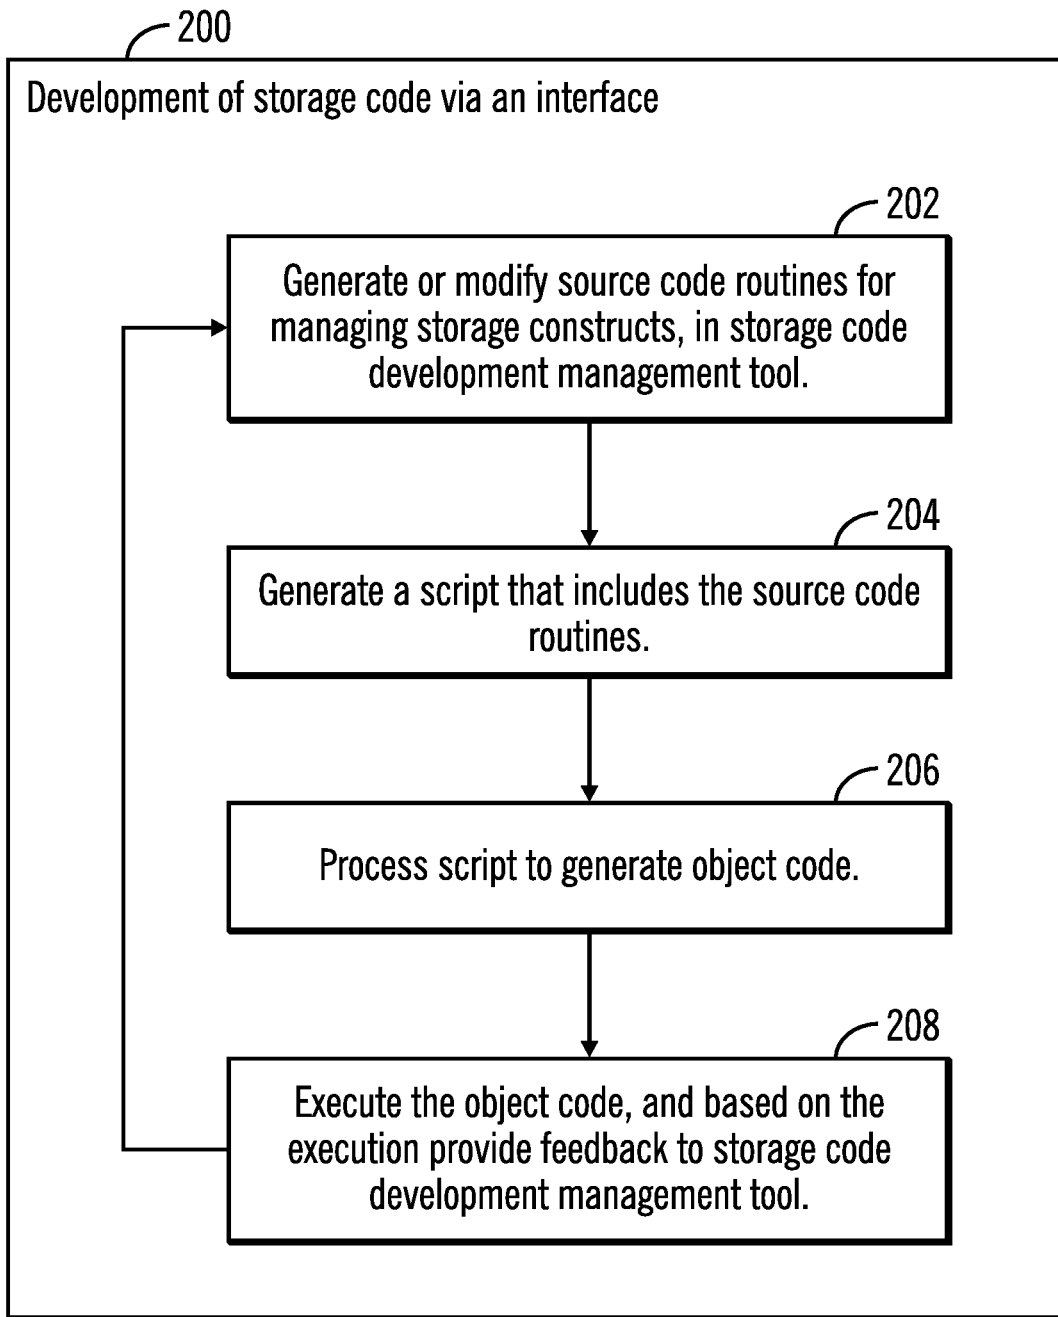 200
Development of storage code via an interface
202
Generate or modify source code routines for
managing storage constructs, in storage code
development management tool.
204
Generate a script that includes the source code
routines.
206
Process script to generate object code.
208
Execute the object code, and based on the
execution provide feedback to storage code
development management tool.